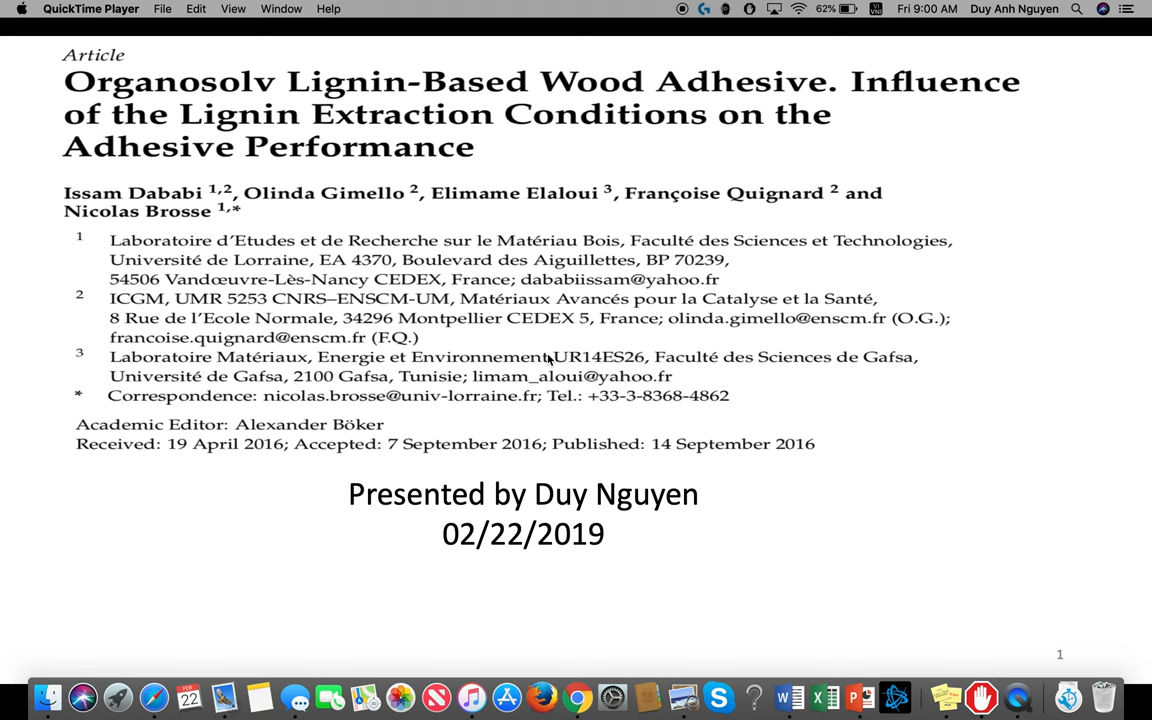 QuickTime Player File Edit View Window Help 62% VI VNI Fri 9:00 AM Duy Anh Nguyen
Article
Organosolv Lignin-Based Wood Adhesive. Influence
of the Lignin Extraction Conditions on the
Adhesive Performance
Issam Dababi 1,2, Olinda Gimello 2, Elimame Elaloui 3, Françoise Quignard 2 and
Nicolas Brosse 1,*
1 Laboratoire d'Etudes et de Recherche sur le Matériau Bois, Faculté des Sciences et Technologies,
Université de Lorraine, EA 4370, Boulevard des Aiguillettes, BP 70239,
54506 Vandœuvre-Lès-Nancy CEDEX, France; dababiissam@yahoo.fr
2 ICGM, UMR 5253 CNRS–ENSCM-UM, Matériaux Avancés pour la Catalyse et la Santé,
8 Rue de l'Ecole Normale, 34296 Montpellier CEDEX 5, France; olinda.gimello@enscm.fr (O.G.);
francoise.quignard@enscm.fr (F.Q.)
3 Laboratoire Matériaux, Energie et Environnement UR14ES26, Faculté des Sciences de Gafsa,
Université de Gafsa, 2100 Gafsa, Tunisie; limam_aloui@yahoo.fr
* Correspondence: nicolas.brosse@univ-lorraine.fr; Tel.: +33-3-8368-4862
Academic Editor: Alexander Böker
Received: 19 April 2016; Accepted: 7 September 2016; Published: 14 September 2016
Presented by Duy Nguyen
02/22/2019
1
FEB
22